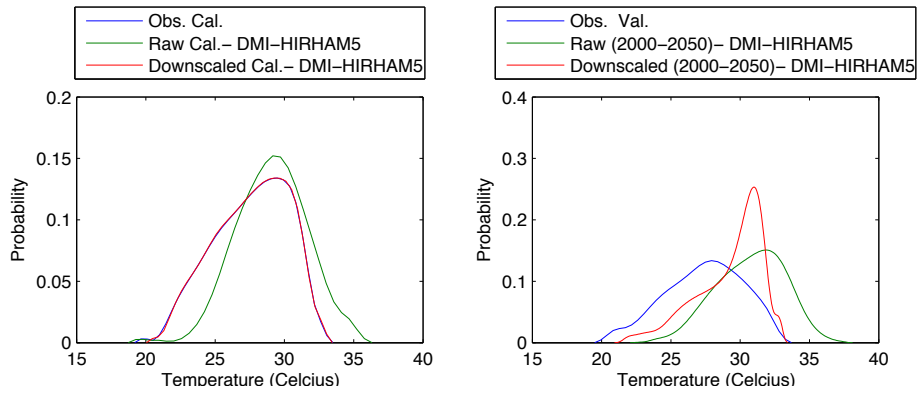 Obs. Cal.
Raw Cal.– DMI–HIRHAM5
Downscaled Cal.– DMI–HIRHAM5
0.2
0.15
0.1
0.05
0
Probability
15 20 25 30 35 40
Temperature (Celcius)
Obs. Val.
Raw (2000–2050)– DMI–HIRHAM5
Downscaled (2000–2050)– DMI–HIRHAM5
0.4
0.3
0.2
0.1
0
Probability
15 20 25 30 35 40
Temperature (Celcius)